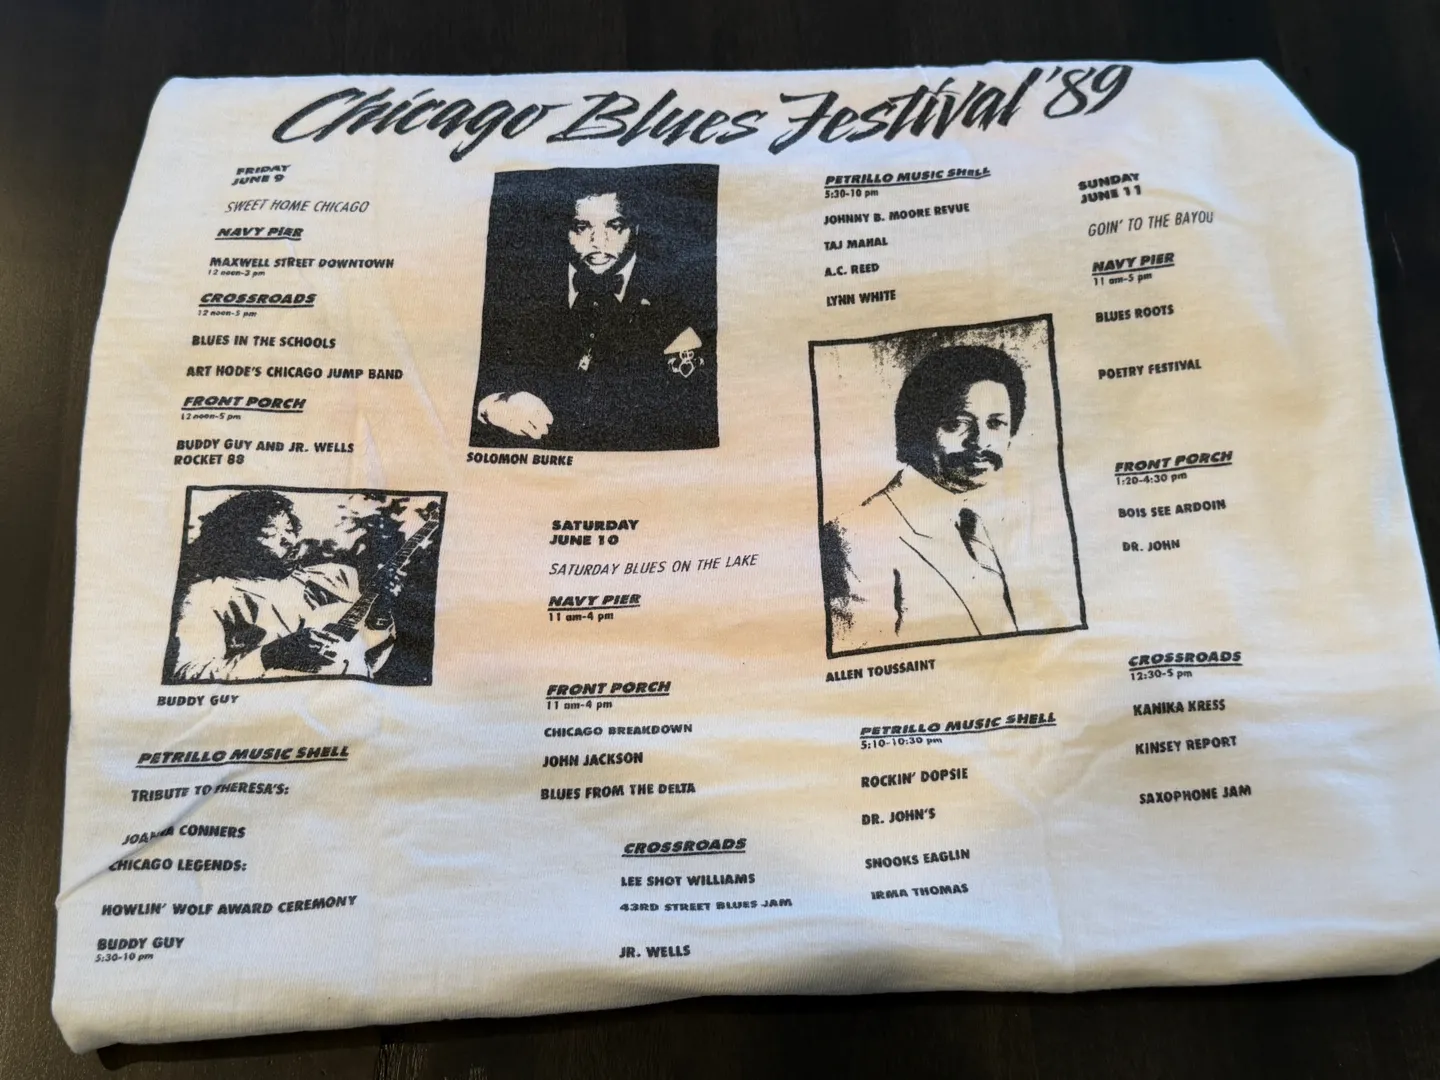 Chicago Blues Festival '89
FRIDAY
JUNE 9
SWEET HOME CHICAGO
NAVY PIER
MAXWELL STREET DOWNTOWN
12 noon-3 pm
CROSSROADS
12 noon-5 pm
BLUES IN THE SCHOOLS
ART HODE'S CHICAGO JUMP BAND
FRONT PORCH
12 noon-5 pm
BUDDY GUY AND JR. WELLS
ROCKET 88
BUDDY GUY
PETRILLO MUSIC SHELL
TRIBUTE TO THERESA'S:
JOANNA CONNERS
CHICAGO LEGENDS:
HOWLIN' WOLF AWARD CEREMONY
BUDDY GUY
5:30-10 pm
SOLOMON BURKE
SATURDAY
JUNE 10
SATURDAY BLUES ON THE LAKE
NAVY PIER
11 am-4 pm
FRONT PORCH
11 am-4 pm
CHICAGO BREAKDOWN
JOHN JACKSON
BLUES FROM THE DELTA
CROSSROADS
LEE SHOT WILLIAMS
43RD STREET BLUES JAM
JR. WELLS
PETRILLO MUSIC SHELL
5:30-10 pm
JOHNNY B. MOORE REVUE
TAJ MAHAL
A.C. REED
LYNN WHITE
ALLEN TOUSSAINT
PETRILLO MUSIC SHELL
5:10-10:30 pm
ROCKIN' DOPSIE
DR. JOHN'S
SNOOKS EAGLIN
IRMA THOMAS
SUNDAY
JUNE 11
GOIN' TO THE BAYOU
NAVY PIER
11 am-5 pm
BLUES ROOTS
POETRY FESTIVAL
FRONT PORCH
1:20-4:30 pm
BOIS SEE ARDOIN
DR. JOHN
CROSSROADS
12:30-5 pm
KANIKA KRESS
KINSEY REPORT
SAXOPHONE JAM